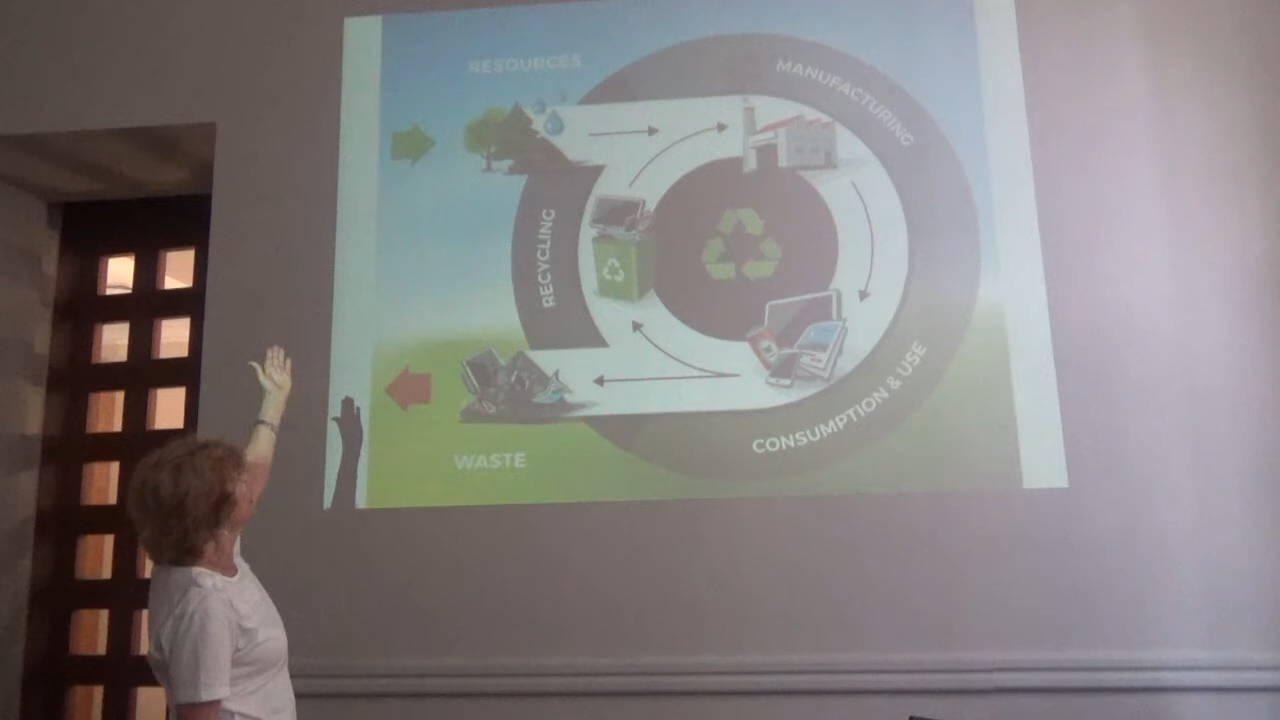 RESOURCES
MANUFACTURING
RECYCLING
CONSUMPTION & USE
WASTE